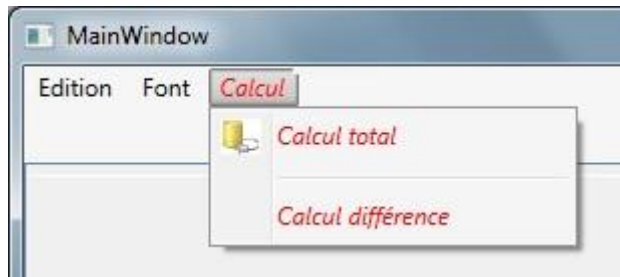 MainWindow
Edition Font Calcul
Calcul total
Calcul différence